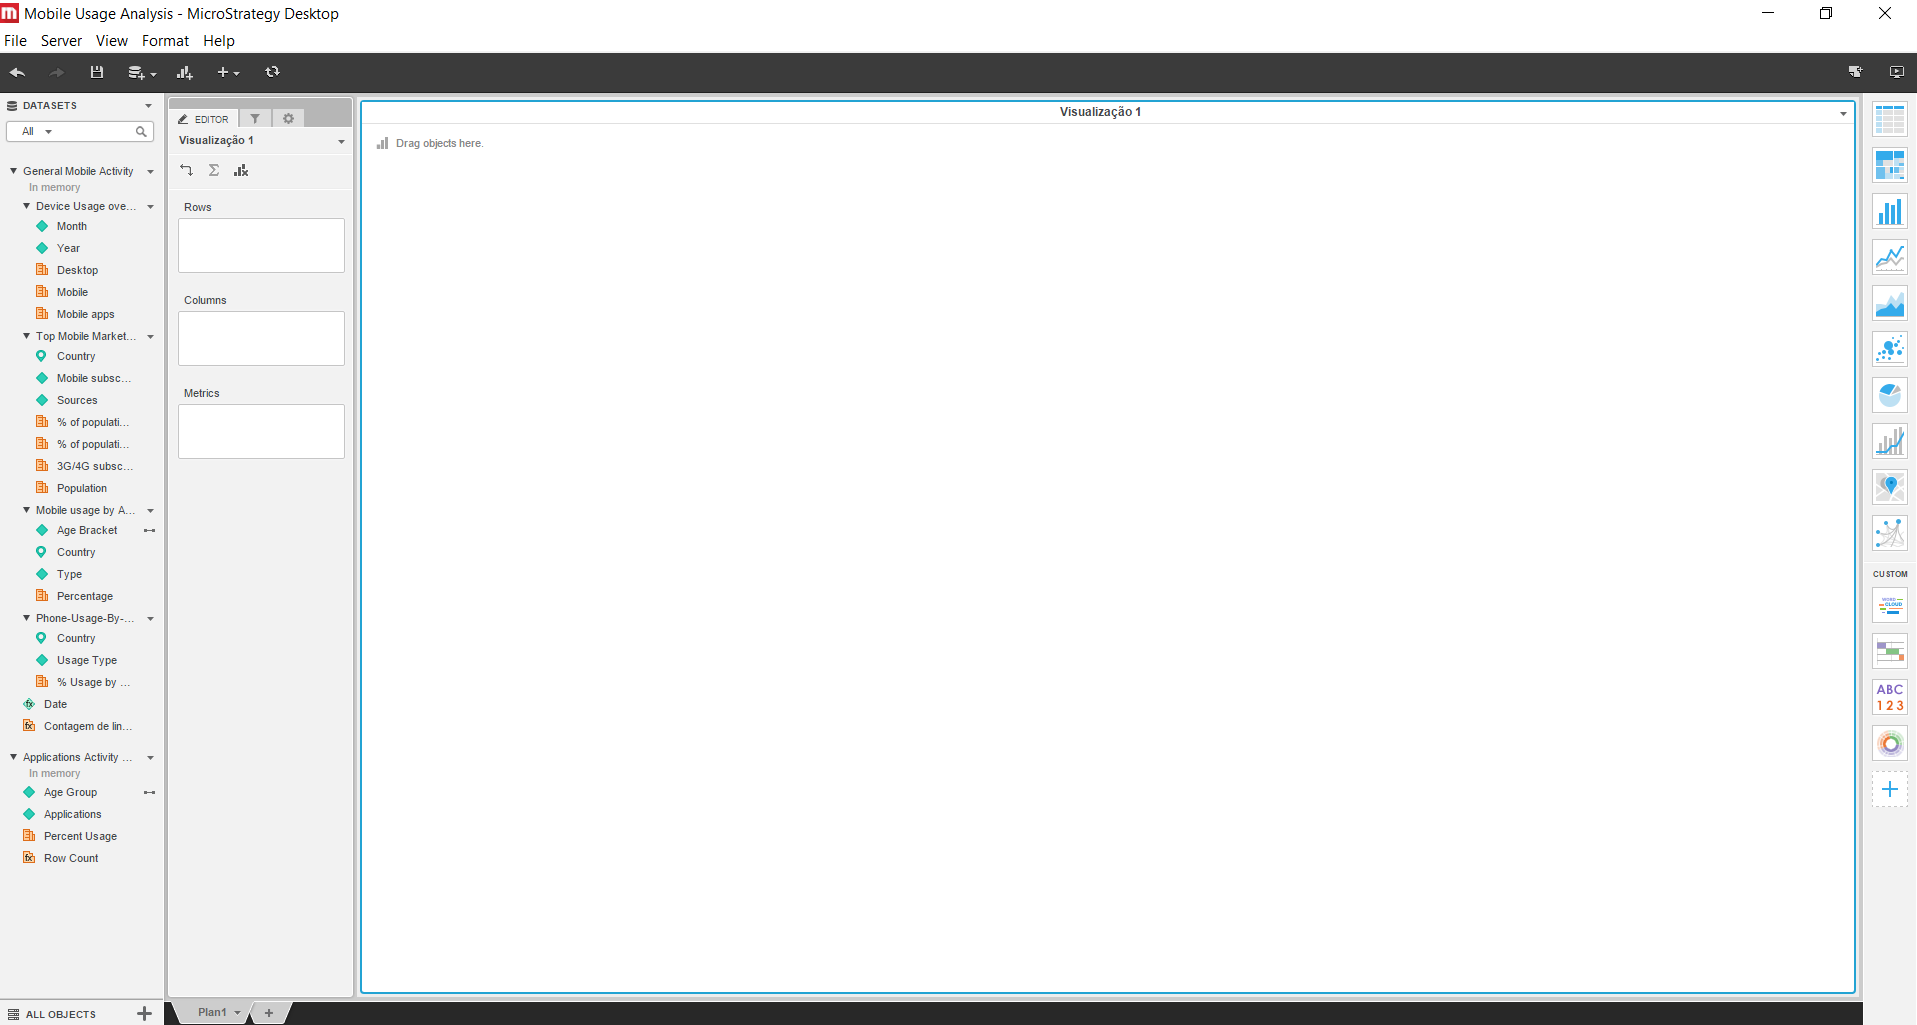 Mobile Usage Analysis - MicroStrategy Desktop
File Server View Format Help
DATASETS
All
General Mobile Activity
In memory
Device Usage ove...
Month
Year
Desktop
Mobile
Mobile apps
Top Mobile Market...
Country
Mobile subsc...
Sources
% of populati...
% of populati...
3G/4G subsc...
Population
Mobile usage by A...
Age Bracket
Country
Type
Percentage
Phone-Usage-By-...
Country
Usage Type
% Usage by ...
Date
Contagem de lin...
Applications Activity ...
In memory
Age Group
Applications
Percent Usage
Row Count
ALL OBJECTS
EDITOR
Visualização 1
Rows
Columns
Metrics
Visualização 1
Drag objects here.
Plan1
CUSTOM
WORD
CLOUD
ABC
123